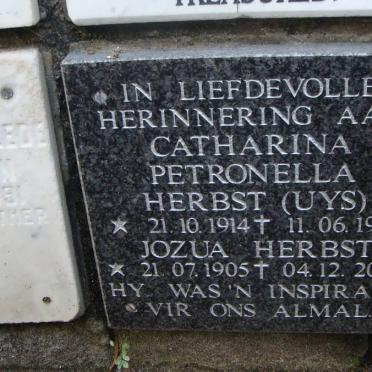 IN LIEFDEVOLLE
HERINNERING AA
CATHARINA
PETRONELLA
HERBST (UYS)
★ 21.10.1914 † 11.06.19
JOZUA HERBST
★ 21.07.1905 † 04.12.20
HY WAS 'N INSPIRA
VIR ONS ALMAL.